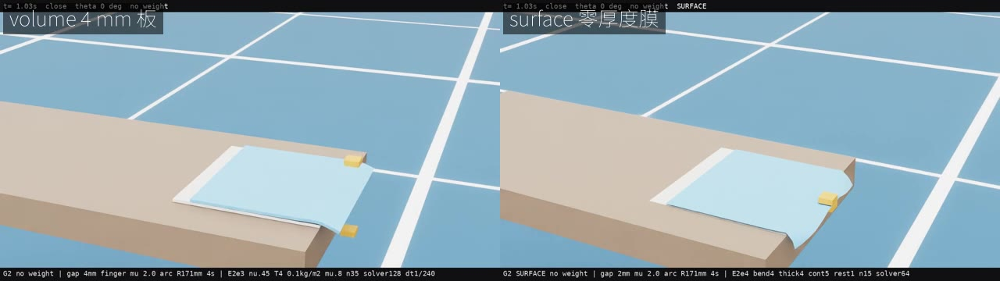 t= 1.03s  close  theta 0 deg  no weight
volume 4 mm 板
G2 no weight | gap 4mm finger mu 2.0 arc R171mm 4s | E2e3 nu.45 T4 0.1kg/m2 mu.8 n35 solver128 dt1/240
t= 1.03s  close  theta 0 deg  no weight  SURFACE
surface 零厚度膜
G2 SURFACE no weight | gap 2mm mu 2.0 arc R171mm 4s | E2e4 bend4 thick4 cont5 rest1 n15 solver64